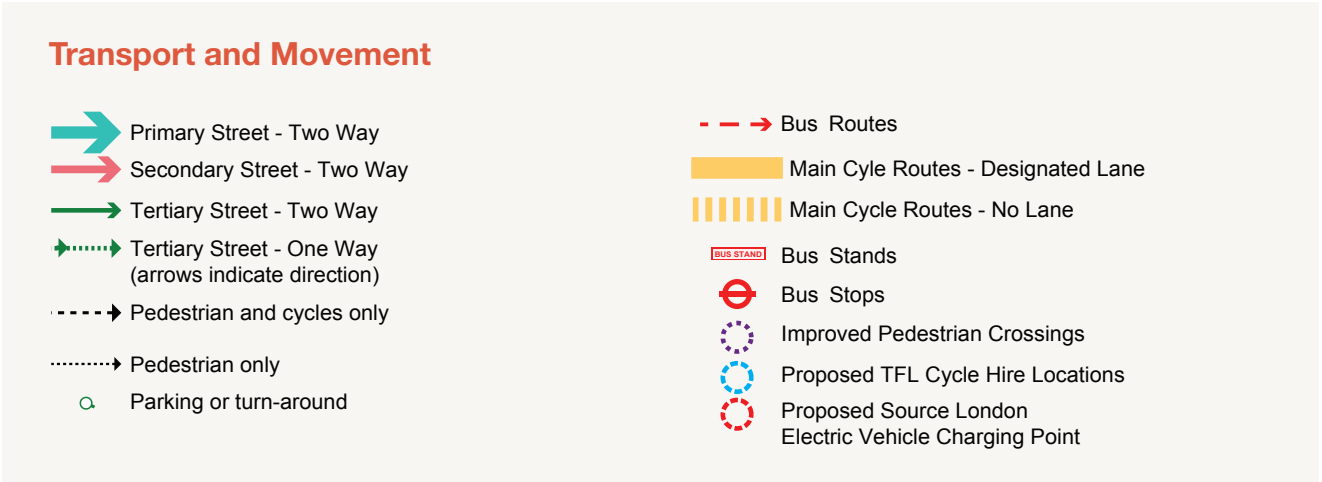 Transport and Movement
Primary Street - Two Way
Secondary Street - Two Way
Tertiary Street - Two Way
Tertiary Street - One Way
(arrows indicate direction)
Pedestrian and cycles only
Pedestrian only
Parking or turn-around
Bus Routes
Main Cyle Routes - Designated Lane
Main Cycle Routes - No Lane
BUS STAND Bus Stands
Bus Stops
Improved Pedestrian Crossings
Proposed TFL Cycle Hire Locations
Proposed Source London
Electric Vehicle Charging Point